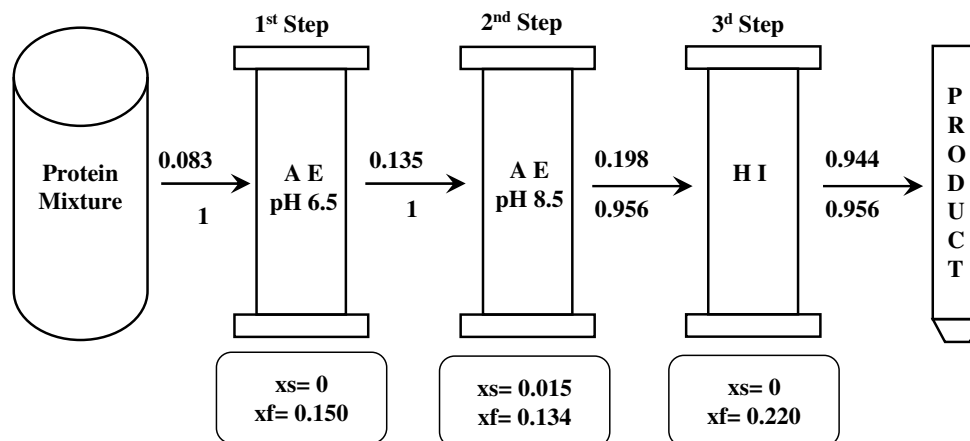 1st Step
2nd Step
3d Step
Protein
Mixture
0.083
1
A E
pH 6.5
0.135
1
A E
pH 8.5
0.198
0.956
H I
0.944
0.956
P
R
O
D
U
C
T
xs= 0
xf= 0.150
xs= 0.015
xf= 0.134
xs= 0
xf= 0.220